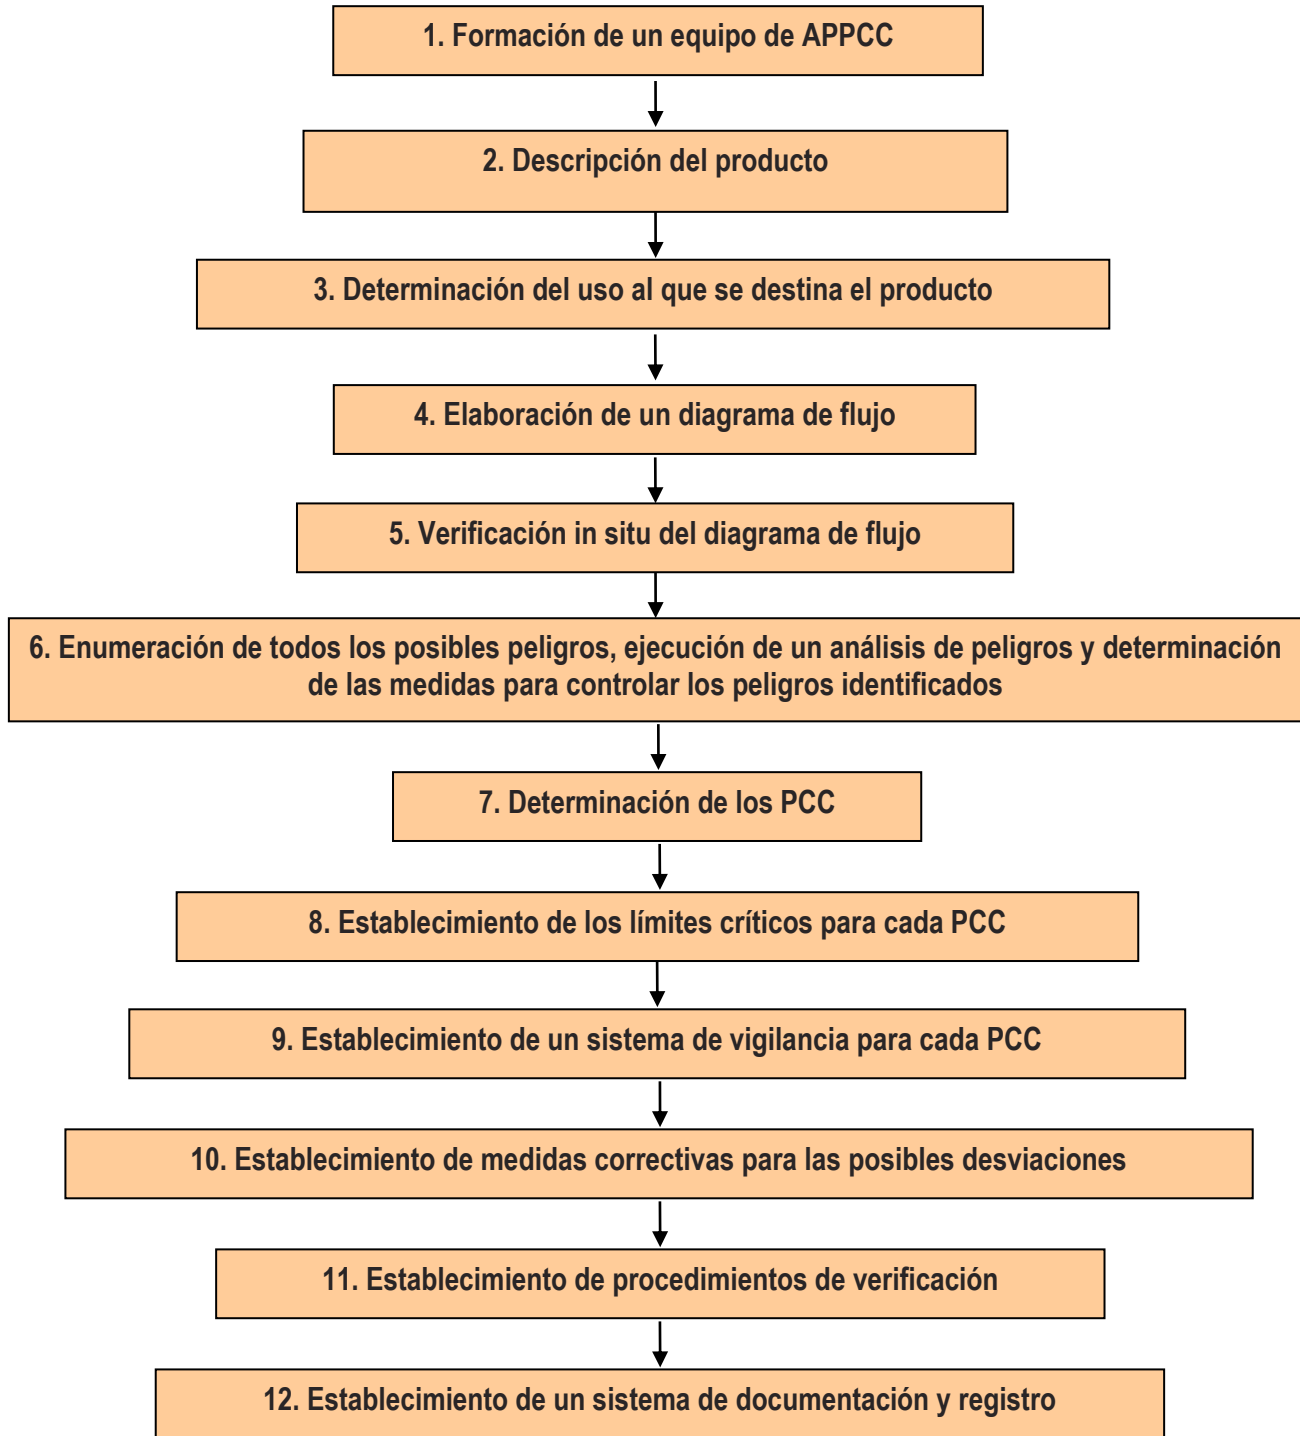 1. Formación de un equipo de APPCC
2. Descripción del producto
3. Determinación del uso al que se destina el producto
4. Elaboración de un diagrama de flujo
5. Verificación in situ del diagrama de flujo
6. Enumeración de todos los posibles peligros, ejecución de un análisis de peligros y determinación
de las medidas para controlar los peligros identificados
7. Determinación de los PCC
8. Establecimiento de los límites críticos para cada PCC
9. Establecimiento de un sistema de vigilancia para cada PCC
10. Establecimiento de medidas correctivas para las posibles desviaciones
11. Establecimiento de procedimientos de verificación
12. Establecimiento de un sistema de documentación y registro